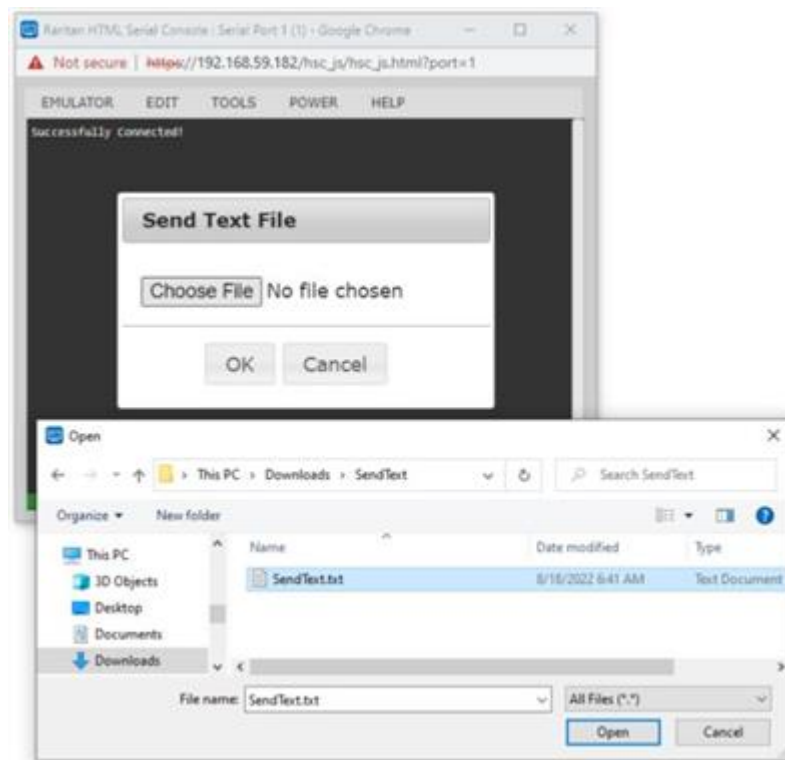 Raritan HTML Serial Console : Serial Port 1 (1) - Google Chrome
Not secure | https://192.168.59.182/hsc_js/hsc_js.html?port=1
EMULATOR EDIT TOOLS POWER HELP
Successfully Connected!
Send Text File
Choose File No file chosen
OK Cancel
Open
This PC > Downloads > SendText
Search SendText
Organize New folder
Name Date modified Type
This PC
SendText.txt 8/18/2022 6:41 AM Text Document
3D Objects
Desktop
Documents
Downloads
File name: SendText.txt All Files (*.*)
Open Cancel